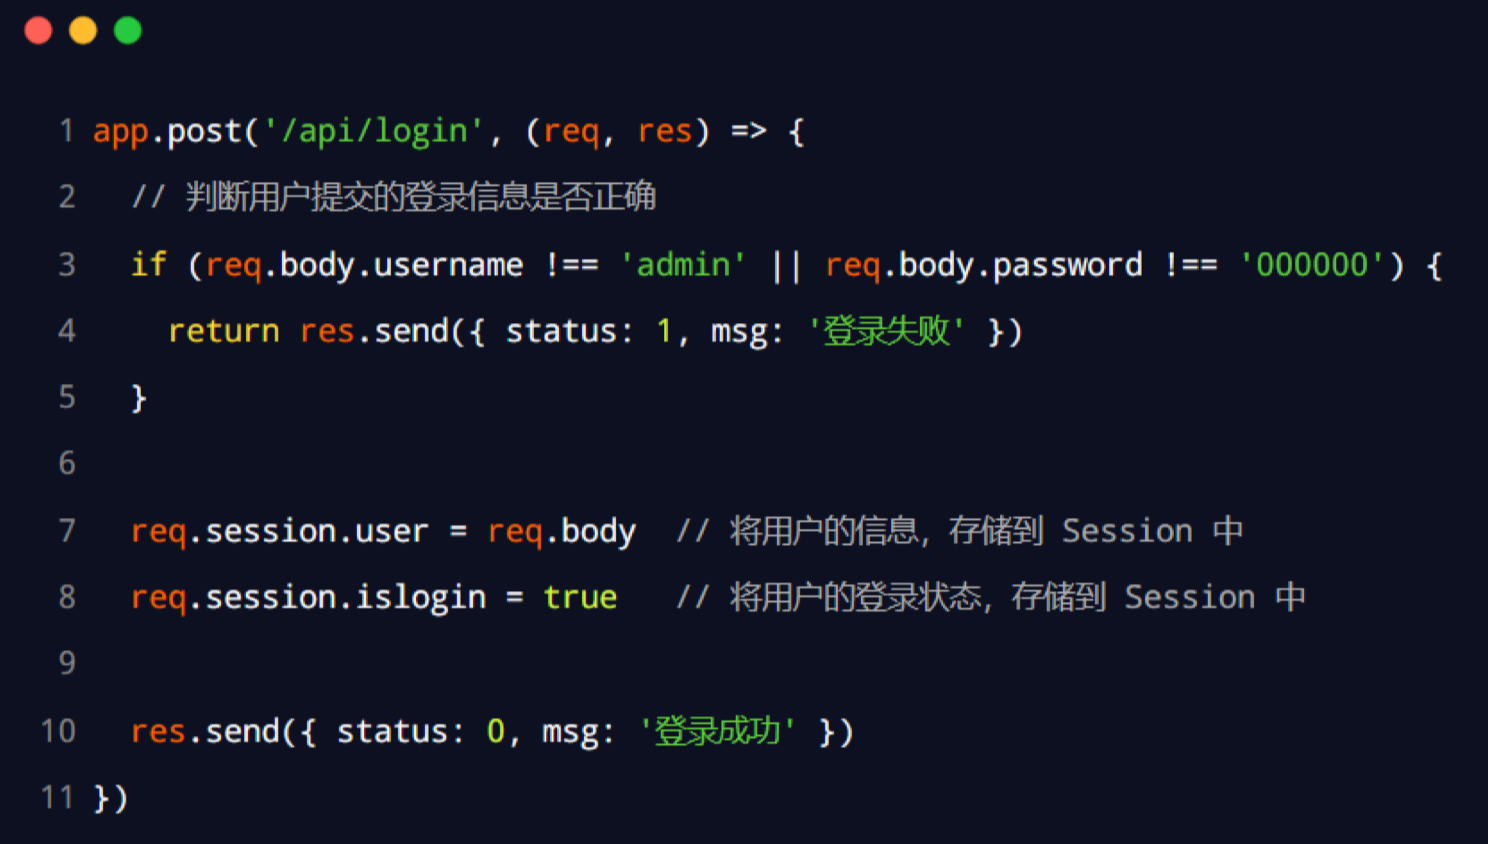 1 app.post('/api/login', (req, res) => {
2   // 判断用户提交的登录信息是否正确
3   if (req.body.username !== 'admin' || req.body.password !== '000000') {
4     return res.send({ status: 1, msg: '登录失败' })
5   }
6
7   req.session.user = req.body  // 将用户的信息，存储到 Session 中
8   req.session.islogin = true   // 将用户的登录状态，存储到 Session 中
9
10   res.send({ status: 0, msg: '登录成功' })
11 })